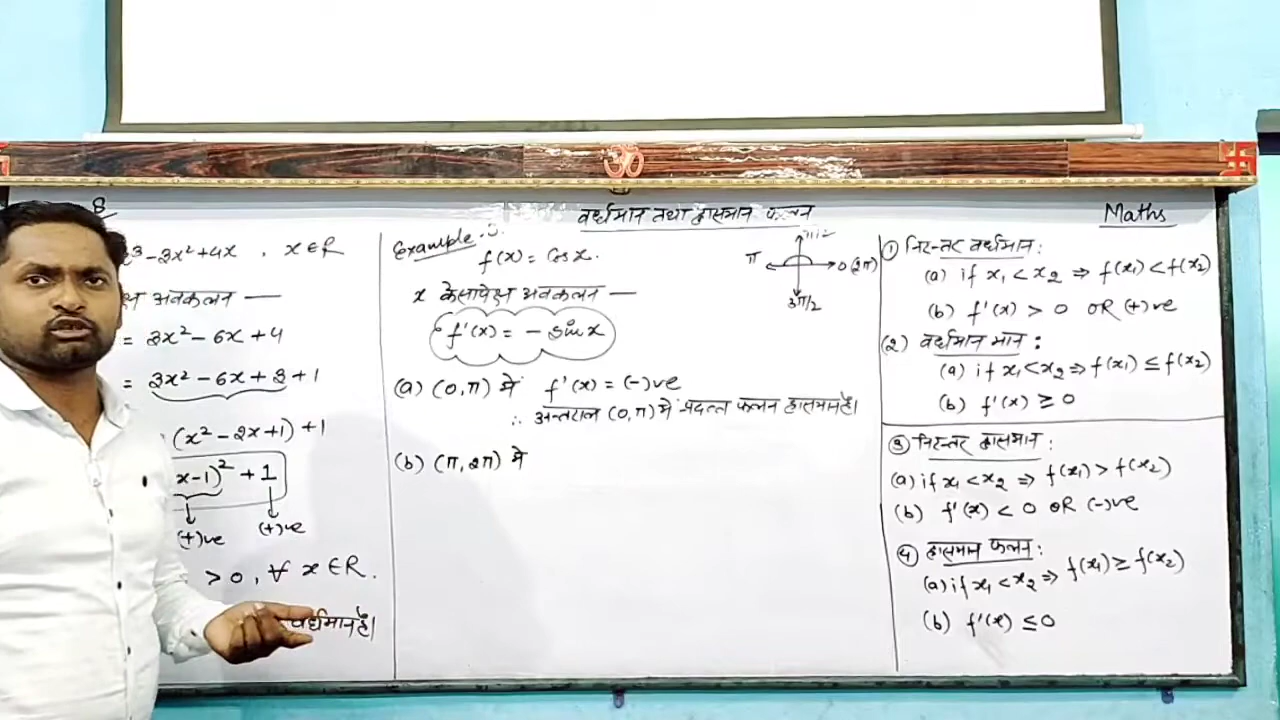 8
वर्धमान तथा ह्रासमान फलन
Maths
-3x²+4x , x∈R
अवकलन —
= 3x² - 6x + 4
= 3x² - 6x + 3 + 1
(x² - 2x + 1) + 1
x-1)² + 1
(+)ve (+)ve
> 0, ∀ x∈R.
वर्धमान है।
Example:
f(x) = Cosx.
x के सापेक्ष अवकलन —
f'(x) = - sinx
(a) (0,π) में f'(x) = (-)ve
∴ अन्तराल (0,π) में प्रदत्त फलन ह्रासमान है।
(b) (π, 2π) में
π/2
π 0 (2π)
3π/2
① निरन्तर वर्धमान :
(a) if x₁ < x₂ ⇒ f(x₁) < f(x₂)
(b) f'(x) > 0 OR (+)ve
(2) वर्धमान मान :
(a) if x₁ < x₂ ⇒ f(x₁) ≤ f(x₂)
(b) f'(x) ≥ 0
③ निरन्तर ह्रासमान :
(a) if x₁ < x₂ ⇒ f(x₁) > f(x₂)
(b) f'(x) < 0 OR (-)ve
④ ह्रासमान फलन :
(a) if x₁ < x₂ ⇒ f(x₁) ≥ f(x₂)
(b) f'(x) ≤ 0